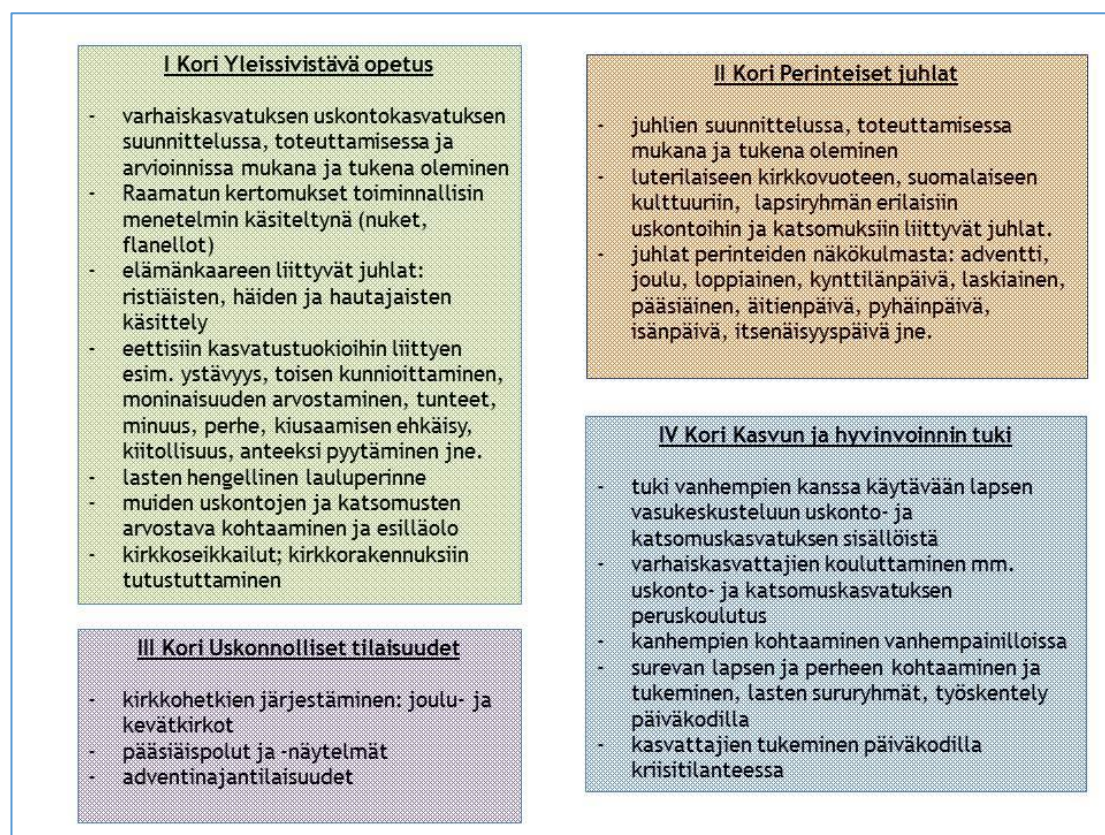 I Kori Yleissivistävä opetus
- varhaiskasvatuksen uskontokasvatuksen
suunnittelussa, toteuttamisessa ja
arvioinnissa mukana ja tukena oleminen
- Raamatun kertomukset toiminnallisin
menetelmin käsiteltynä (nuket,
flanellot)
- elämänkaareen liittyvät juhlat:
ristiäisten, häiden ja hautajaisten
käsittely
- eettisiin kasvatustuokioihin liittyen
esim. ystävyys, toisen kunnioittaminen,
moninaisuuden arvostaminen, tunteet,
minuus, perhe, kiusaamisen ehkäisy,
kiitollisuus, anteeksi pyytäminen jne.
- lasten hengellinen lauluperinne
- muiden uskontojen ja katsomusten
arvostava kohtaaminen ja esilläolo
- kirkkoseikkailut; kirkkorakennuksiin
tutustuttaminen
II Kori Perinteiset juhlat
- juhlien suunnittelussa, toteuttamisessa
mukana ja tukena oleminen
- luterilaiseen kirkkovuoteen, suomalaiseen
kulttuuriin, lapsiryhmän erilaisiin
uskontoihin ja katsomuksiin liittyvät juhlat.
- juhlat perinteiden näkökulmasta: adventti,
joulu, loppiainen, kynttilänpäivä, laskiainen,
pääsiäinen, äitienpäivä, pyhäinpäivä,
isänpäivä, itsenäisyyspäivä jne.
III Kori Uskonnolliset tilaisuudet
- kirkkohetkien järjestäminen: joulu- ja
kevätkirkot
- pääsiäispolut ja -näytelmät
- adventinajantilaisuudet
IV Kori Kasvun ja hyvinvoinnin tuki
- tuki vanhempien kanssa käytävään lapsen
vasukeskusteluun uskonto- ja
katsomuskasvatuksen sisällöistä
- varhaiskasvattajien kouluttaminen mm.
uskonto- ja katsomuskasvatuksen
peruskoulutus
- kanhempien kohtaaminen vanhempainilloissa
- surevan lapsen ja perheen kohtaaminen ja
tukeminen, lasten sururyhmät, työskentely
päiväkodilla
- kasvattajien tukeminen päiväkodilla
kriisitilanteessa